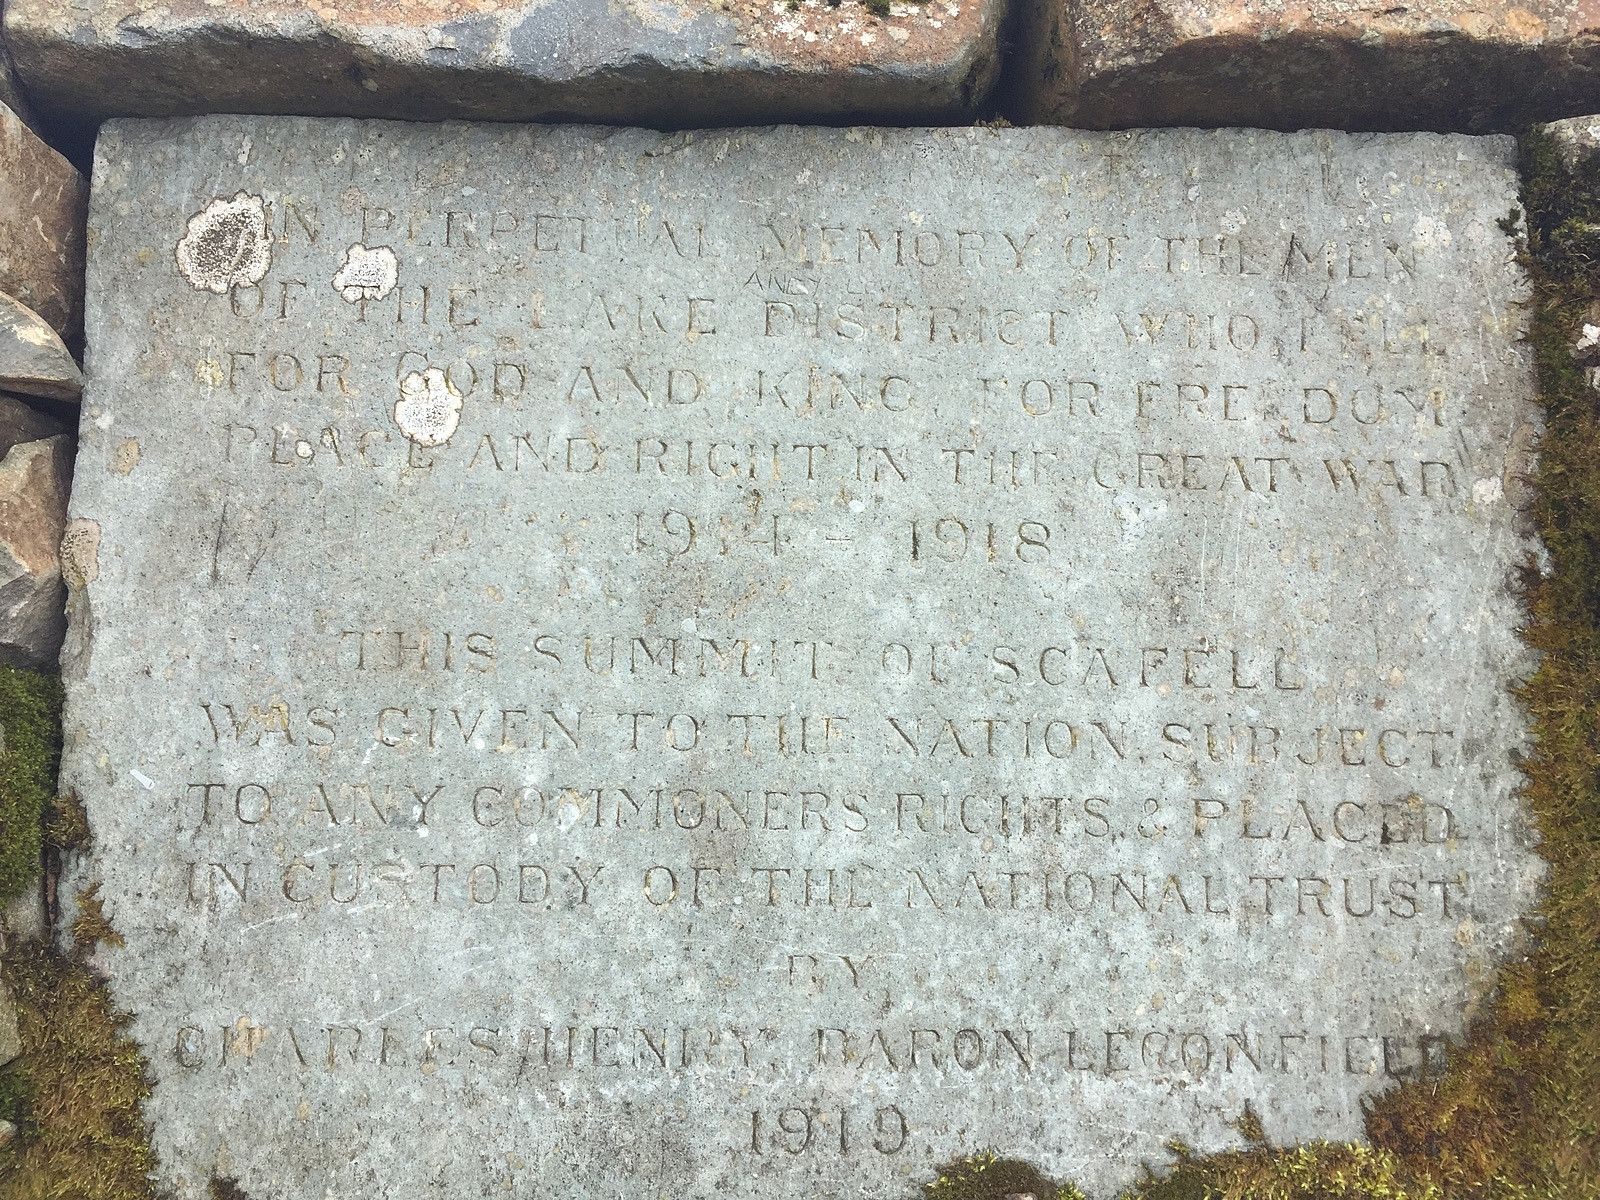 IN PERPETUAL MEMORY OF THE MEN
OF THE LAKE DISTRICT WHO FELL
FOR GOD AND KING, FOR FREEDOM
PEACE AND RIGHT IN THE GREAT WAR
1914 - 1918
THIS SUMMIT OF SCAFELL
WAS GIVEN TO THE NATION, SUBJECT
TO ANY COMMONERS RIGHTS, & PLACED
IN CUSTODY OF THE NATIONAL TRUST
BY
CHARLES HENRY, BARON LECONFIELD
1919